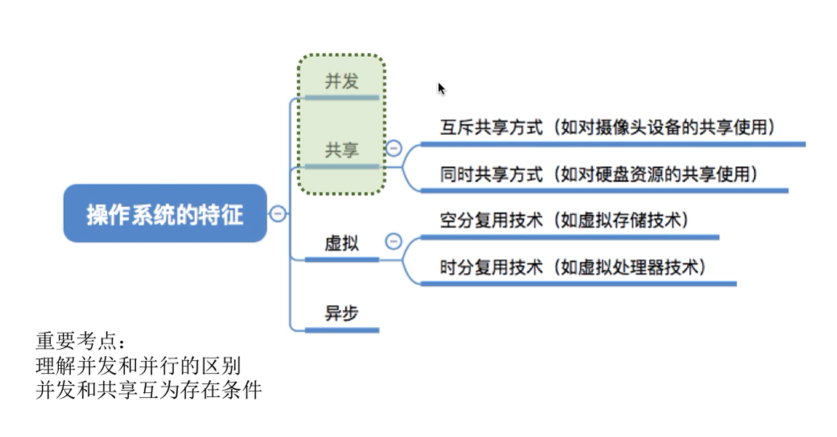 操作系统的特征
并发
共享
互斥共享方式（如对摄像头设备的共享使用）
同时共享方式（如对硬盘资源的共享使用）
虚拟
空分复用技术（如虚拟存储技术）
时分复用技术（如虚拟处理器技术）
异步
重要考点：
理解并发和并行的区别
并发和共享互为存在条件